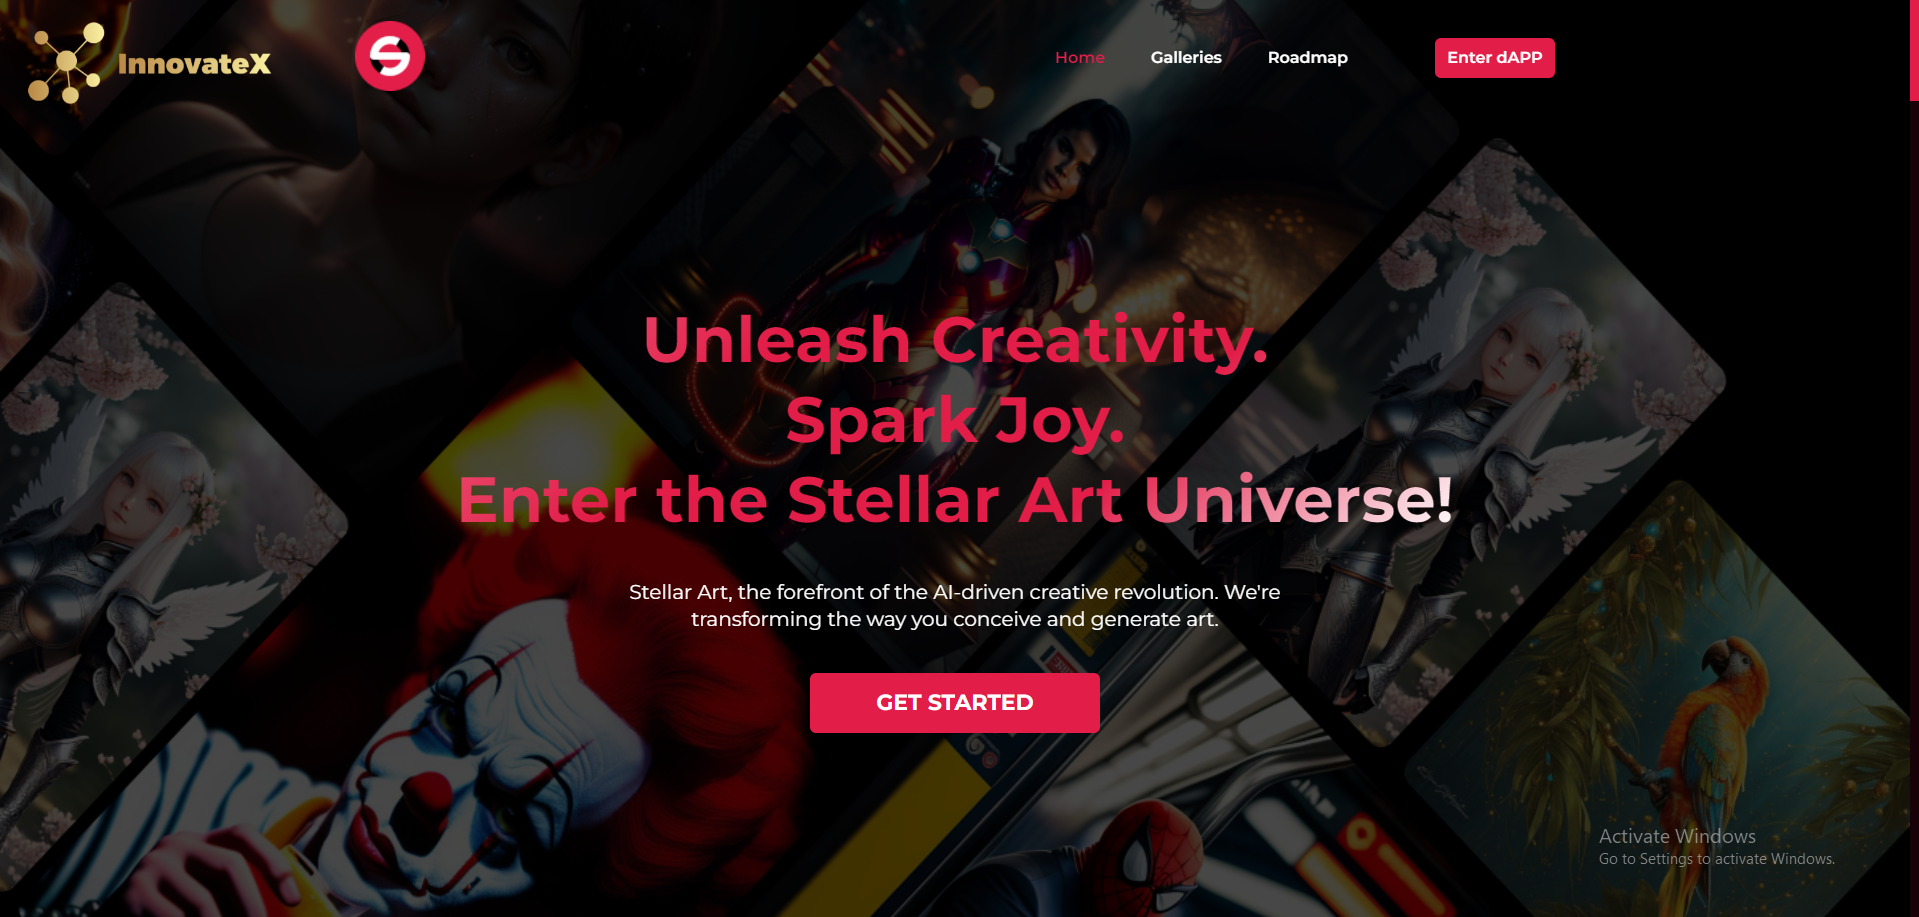 InnovateX
S
Home
Galleries
Roadmap
Enter dAPP
Unleash Creativity.
Spark Joy.
Enter the Stellar Art Universe!
Stellar Art, the forefront of the AI-driven creative revolution. We're
transforming the way you conceive and generate art.
GET STARTED
Activate Windows
Go to Settings to activate Windows.